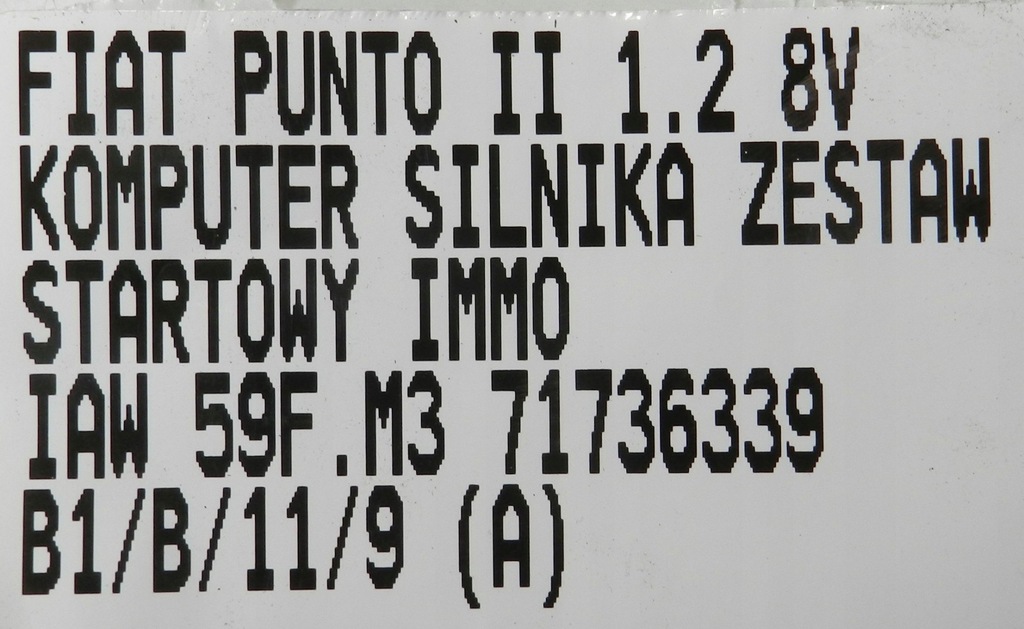 FIAT PUNTO II 1.2 8V
KOMPUTER SILNIKA ZESTAW
STARTOWY IMMO
IAW 59F.M3 71736339
B1/B/11/9 (A)